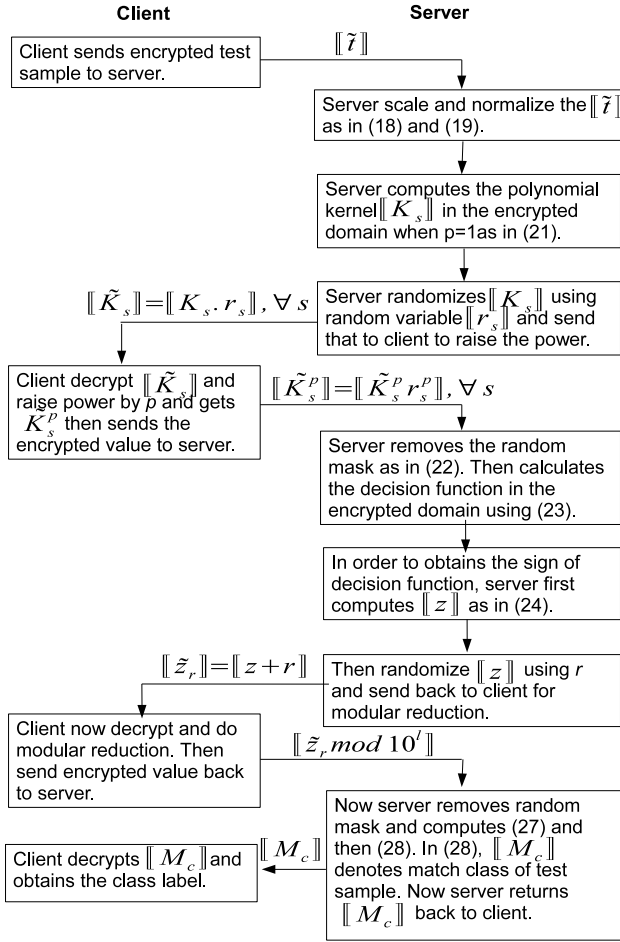 Client
Server
Client sends encrypted test
sample to server.
⟦t̃⟧
Server scale and normalize the ⟦t̃⟧
as in (18) and (19).
Server computes the polynomial
kernel⟦K_s⟧ in the encrypted
domain when p=1as in (21).
⟦K̃_s⟧=⟦K_s . r_s⟧, ∀ s
Server randomizes⟦K_s⟧ using
random variable⟦r_s⟧ and send
that to client to raise the power.
Client decrypt ⟦K̃_s⟧ and
raise power by p and gets
K̃_s^p then sends the
encrypted value to server.
⟦K̃_s^p⟧=⟦K̃_s^p r_s^p⟧, ∀ s
Server removes the random
mask as in (22). Then calculates
the decision function in the
encrypted domain using (23).
In order to obtains the sign of
decision function, server first
computes ⟦z⟧ as in (24).
⟦z̃_r⟧=⟦z+r⟧
Then randomize ⟦z⟧ using r
and send back to client for
modular reduction.
Client now decrypt and do
modular reduction. Then
send encrypted value back
to server.
⟦z̃_r mod 10^l⟧
Now server removes random
mask and computes (27) and
then (28). In (28), ⟦M_c⟧
denotes match class of test
sample. Now server returns
⟦M_c⟧ back to client.
⟦M_c⟧
Client decrypts ⟦M_c⟧and
obtains the class label.